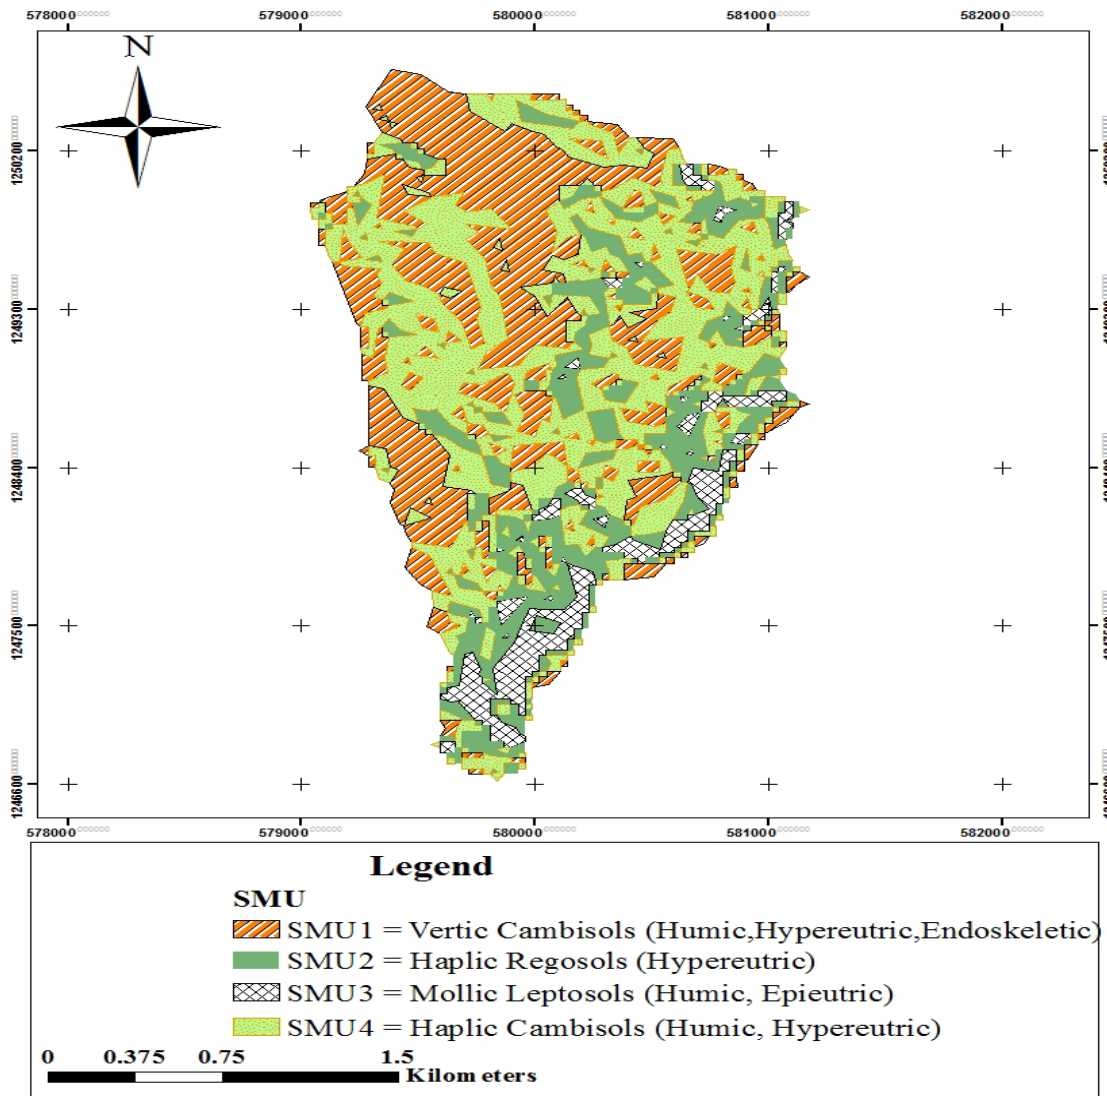 578000 579000 580000 581000 582000
N
1250200
1249300
1248400
1247500
1246600
578000 579000 580000 581000 582000
Legend
SMU
SMU1 = Vertic Cambisols (Humic,Hypereutric,Endoskeletic)
SMU2 = Haplic Regosols (Hypereutric)
SMU3 = Mollic Leptosols (Humic, Epieutric)
SMU4 = Haplic Cambisols (Humic, Hypereutric)
0 0.375 0.75 1.5
Kilometers